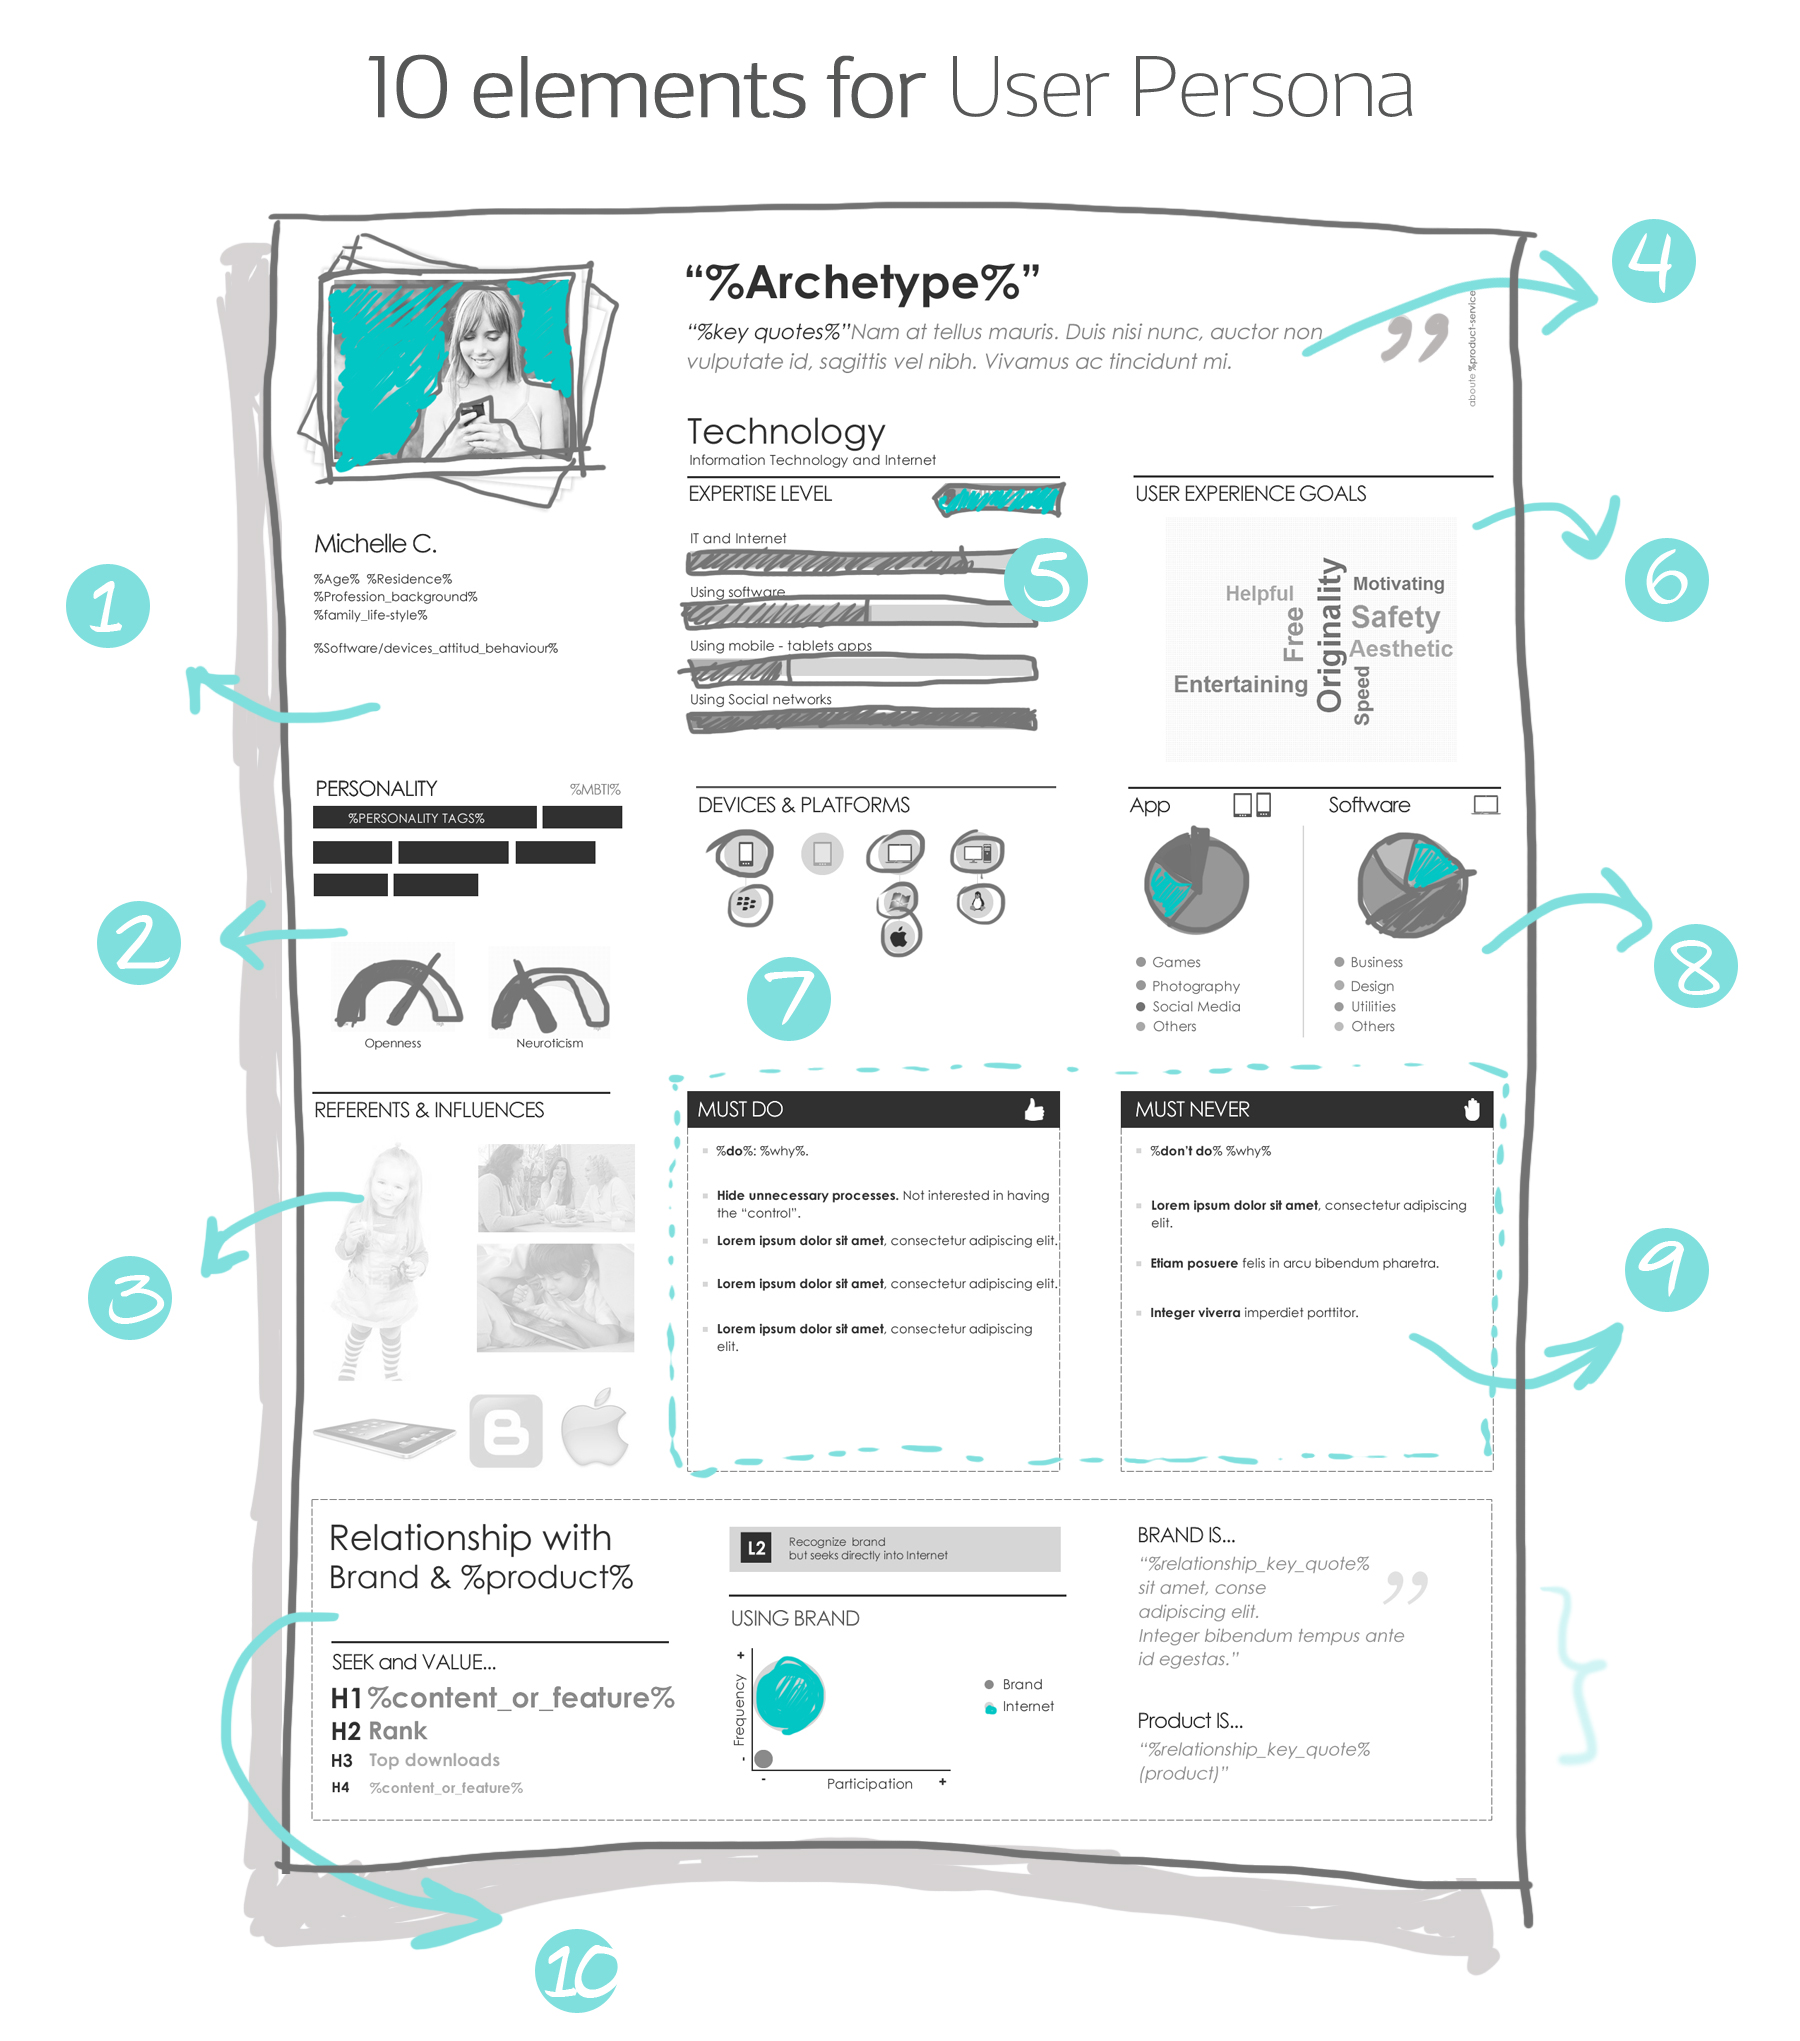 10 elements for User Persona
“%Archetype%”
“%key quotes%”Nam at tellus mauris. Duis nisi nunc, auctor non
vulputate id, sagittis vel nibh. Vivamus ac tincidunt mi.
”
aboute %product-service
4
Michelle C.
%Age% %Residence%
%Profession_background%
%family_life-style%
%Software/devices_attitud_behaviour%
1
Technology
Information Technology and Internet
EXPERTISE LEVEL
IT and Internet
Using software
Using mobile - tablets apps
Using Social networks
5
USER EXPERIENCE GOALS
Helpful
Free
Originality
Motivating
Safety
Aesthetic
Entertaining
Speed
6
PERSONALITY %MBTI%
%PERSONALITY TAGS%
Openness
Neuroticism
2
DEVICES & PLATFORMS
7
App
Games
Photography
Social Media
Others
Software
Business
Design
Utilities
Others
8
REFERENTS & INFLUENCES
3
MUST DO
%do%: %why%.
Hide unnecessary processes. Not interested in having
the “control”.
Lorem ipsum dolor sit amet, consectetur adipiscing elit.
Lorem ipsum dolor sit amet, consectetur adipiscing elit.
Lorem ipsum dolor sit amet, consectetur adipiscing
elit.
MUST NEVER
%don't do% %why%
Lorem ipsum dolor sit amet, consectetur adipiscing
elit.
Etiam posuere felis in arcu bibendum pharetra.
Integer viverra imperdiet porttitor.
9
Relationship with
Brand & %product%
SEEK and VALUE...
H1 %content_or_feature%
H2 Rank
H3 Top downloads
H4 %content_or_feature%
L2
Recognize brand
but seeks directly into Internet
USING BRAND
+
Frequency
-
- Participation +
Brand
Internet
BRAND IS...
“%relationship_key_quote%
sit amet, conse
adipiscing elit.
Integer bibendum tempus ante
id egestas.”
”
Product IS...
“%relationship_key_quote%
(product)”
10